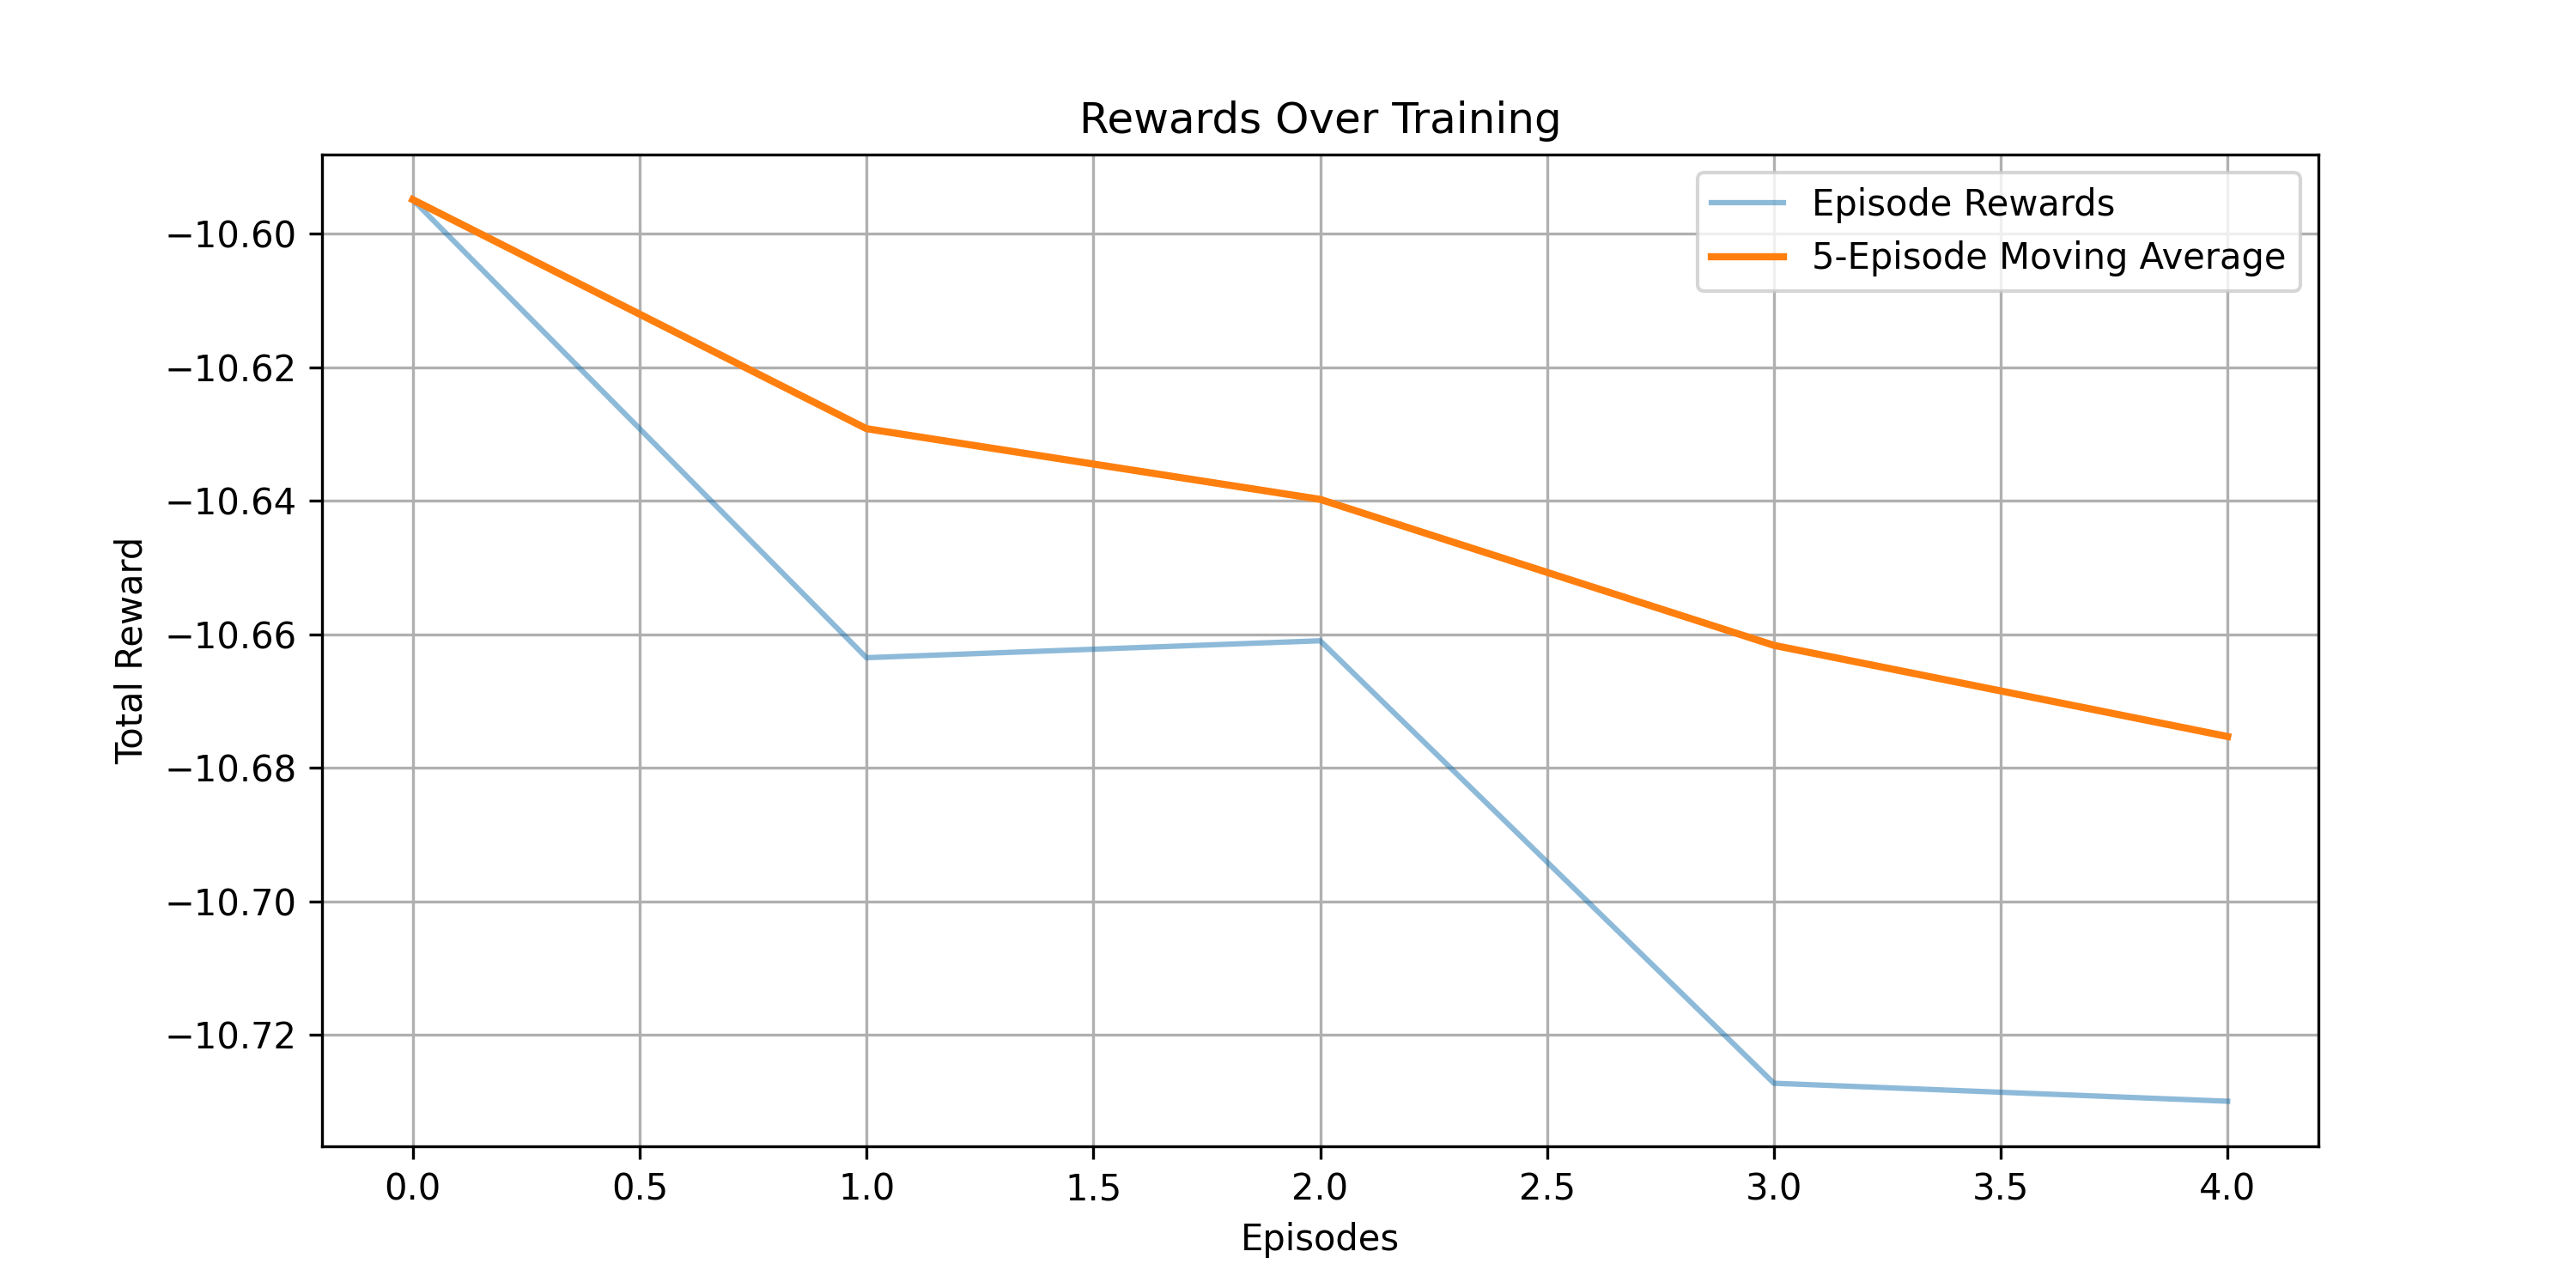 Rewards Over Training
Episode Rewards
5-Episode Moving Average
Total Reward
−10.60
−10.62
−10.64
−10.66
−10.68
−10.70
−10.72
0.0 0.5 1.0 1.5 2.0 2.5 3.0 3.5 4.0
Episodes